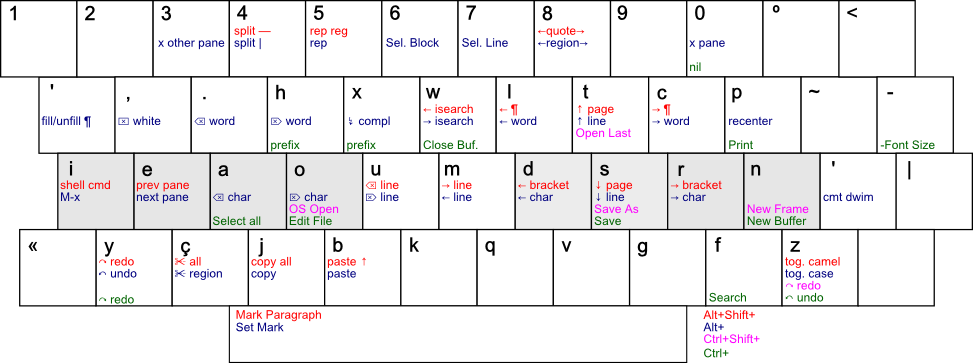 1 2 3 4 5 6 7 8 9 0 º <
split — rep reg ←quote→
x other pane split | rep Sel. Block Sel. Line ←region→ x pane
nil
' , . h x w l t c p ~ -
← isearch ← ¶ ↑ page → ¶
fill/unfill ¶ ⌧ white ⌫ word ⌦ word ↯ compl → isearch ← word ↑ line → word recenter
Open Last
prefix prefix Close Buf. Print -Font Size
i e a o u m d s r n ' |
shell cmd prev pane ⌫ line → line ← bracket ↓ page → bracket
M-x next pane ⌫ char ⌦ char ⌦ line ← line ← char ↓ line → char cmt dwim
OS Open Save As New Frame
Select all Edit File Save New Buffer
« y ç j b k q v g f z
↷ redo ✂ all copy all paste ↑ tog. camel
↶ undo ✂ region copy paste tog. case
↷ redo
↷ redo Search ↶ undo
Mark Paragraph
Set Mark
Alt+Shift+
Alt+
Ctrl+Shift+
Ctrl+